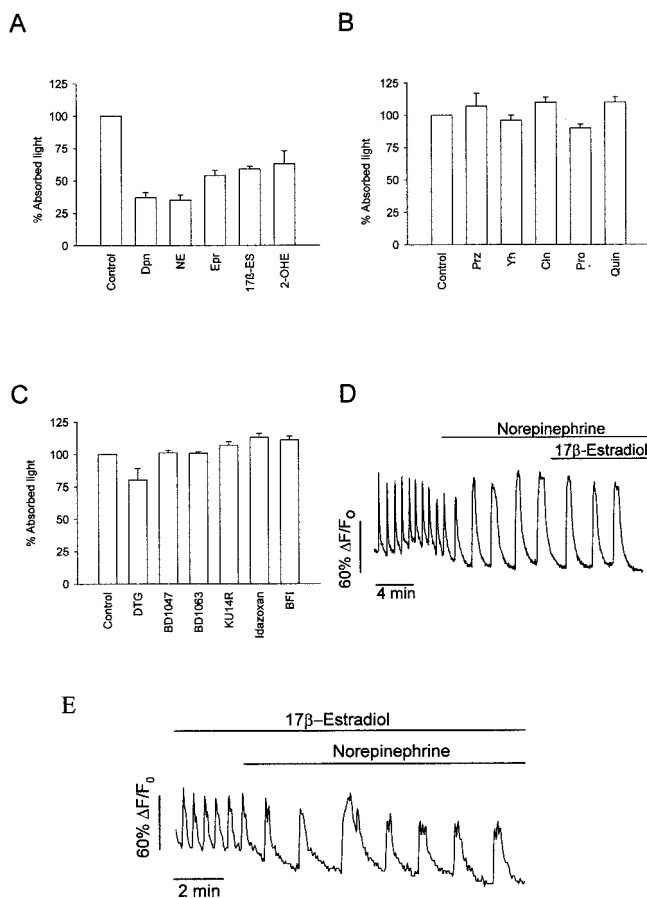 A
% Absorbed light
125
100
75
50
25
0
Control
Dpn
NE
Epr
17ß-ES
2-OHE
B
% Absorbed light
125
100
75
50
25
0
Control
Prz
Yh
Cln
Pro
Quin
C
% Absorbed light
125
100
75
50
25
0
Control
DTG
BD1047
BD1063
KU14R
Idazoxan
BFI
D
Norepinephrine
17β-Estradiol
60% ΔF/F₀
4 min
E
17β–Estradiol
Norepinephrine
60% ΔF/F₀
2 min